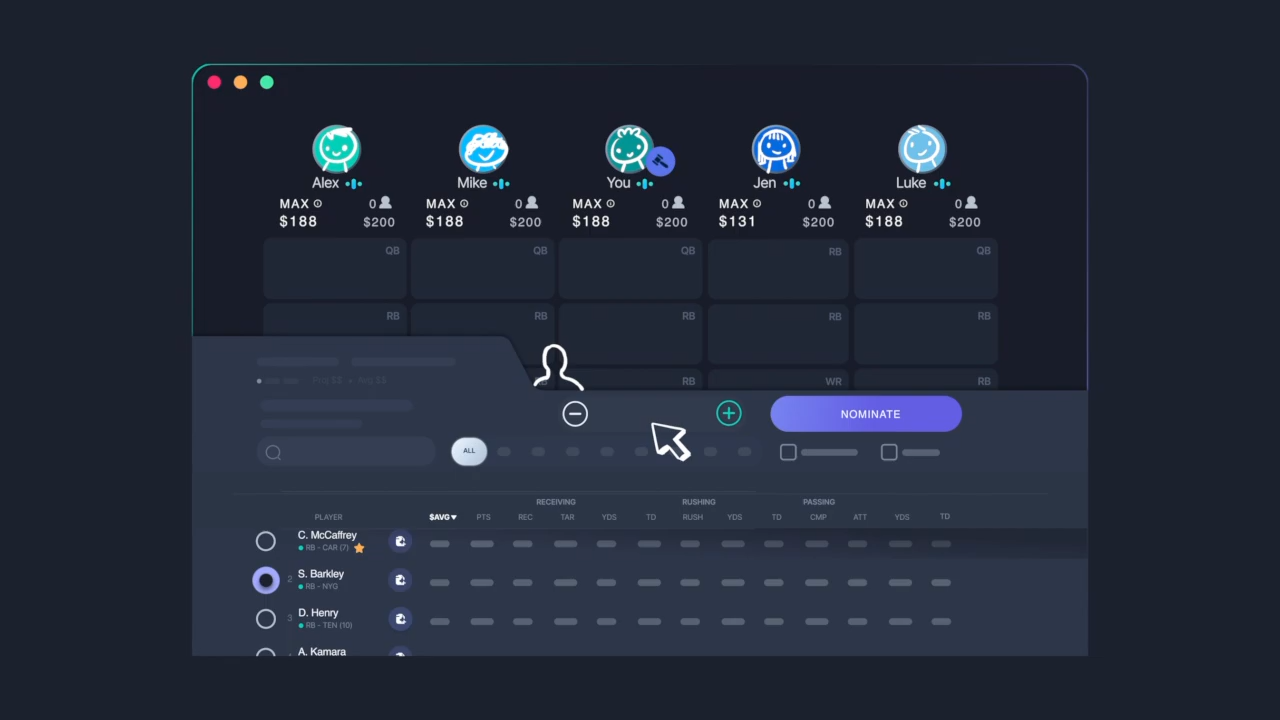 Alex Mike You Jen Luke
MAX 0 MAX 0 MAX 0 MAX 0 MAX 0
$188 $200 $188 $200 $188 $200 $131 $200 $188 $200
QB QB QB RB QB
RB RB RB RB RB
RB WR RB
NOMINATE
ALL
RECEIVING RUSHING PASSING
PLAYER $AVG▼ PTS REC TAR YDS TD RUSH YDS TD CMP ATT YDS TD
C. McCaffrey
RB - CAR (7)
2 S. Barkley
RB - NYG
3 D. Henry
RB - TEN (10)
A. Kamara